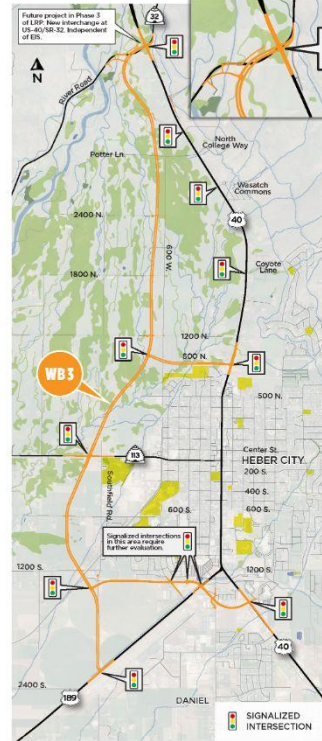 Future project in Phase 3
of LRP: New interchange at
US-40/SR-32. Independent
of EIS.
32
N
River Road
North
College Way
Potter Ln.
Wasatch
Commons
2400 N.
600 W.
40
Coyote
Lane
1800 N.
1200 N.
800 N.
WB3
500 N.
113
Center St.
HEBER CITY
200 S.
400 S.
600 S.
Southfield Rd.
600 S.
Signalized intersections
in this area require
further evaluation.
1200 S.
1200 S.
40
2400 S.
189
DANIEL
SIGNALIZED
INTERSECTION